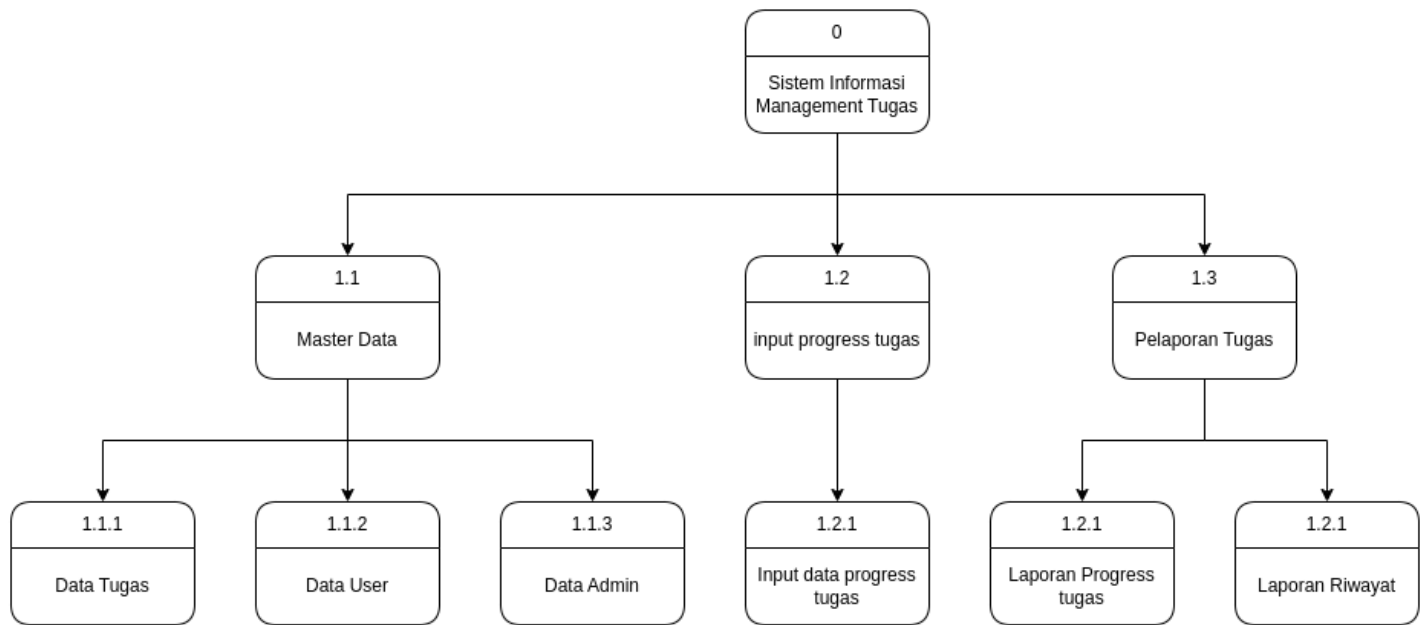 0
Sistem Informasi
Management Tugas
1.1
Master Data
1.2
input progress tugas
1.3
Pelaporan Tugas
1.1.1
Data Tugas
1.1.2
Data User
1.1.3
Data Admin
1.2.1
Input data progress
tugas
1.2.1
Laporan Progress
tugas
1.2.1
Laporan Riwayat